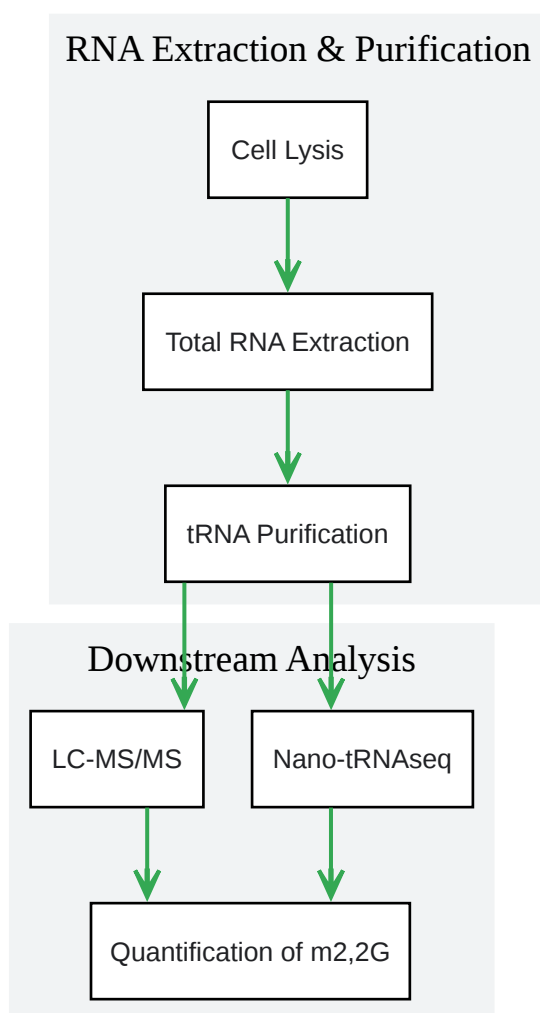 RNA Extraction & Purification
Cell Lysis
Total RNA Extraction
tRNA Purification
Downstream Analysis
LC-MS/MS
Nano-tRNAseq
Quantification of m2,2G